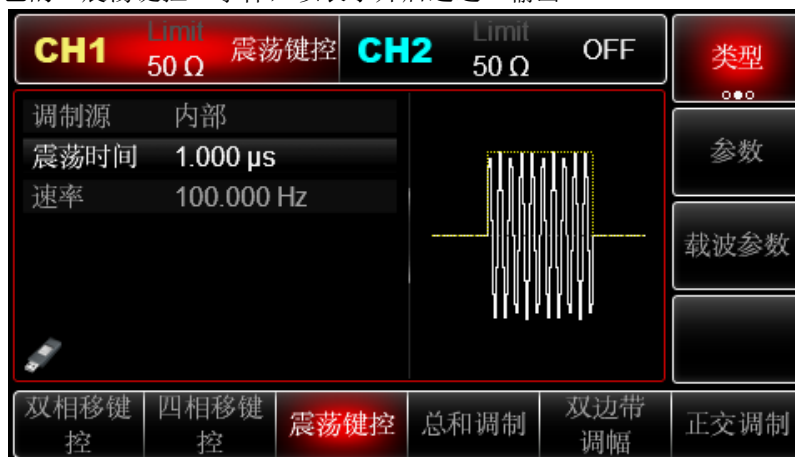 CH1 Limit 50 Ω 震荡键控
CH2 Limit 50 Ω OFF
类型
调制源 内部
震荡时间 1.000 µs
速率 100.000 Hz
参数
载波参数
双相移键控
四相移键控
震荡键控
总和调制
双边带调幅
正交调制